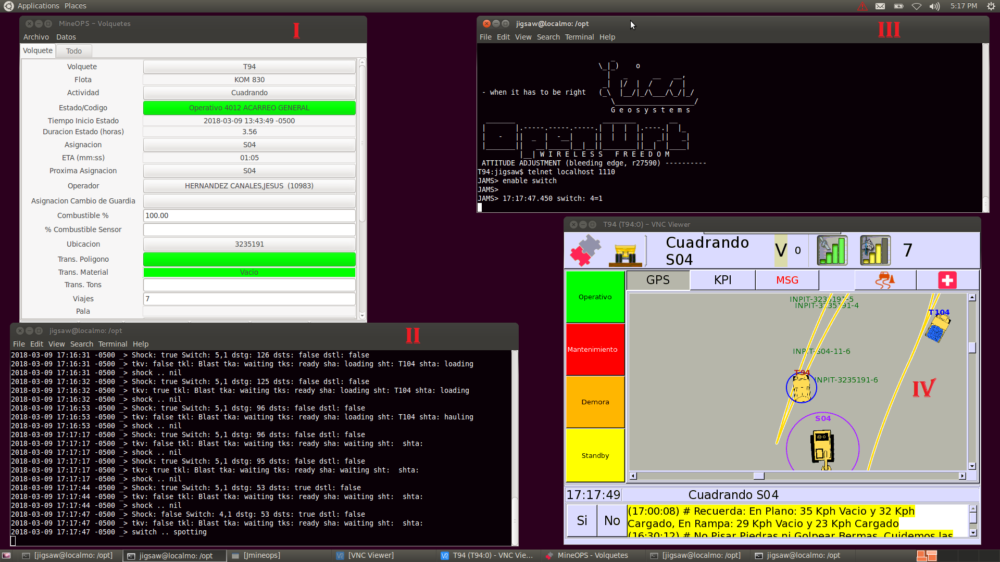 Applications Places
5:17 PM
MineOPS – Volquetes
I
Archivo Datos
Volquete Todo
Volquete T94
Flota KOM 830
Actividad Cuadrando
Estado/Codigo Operativo 4012 ACARREO GENERAL
Tiempo Inicio Estado 2018-03-09 13:43:49 -0500
Duracion Estado (horas) 3.56
Asignacion S04
ETA (mm:ss) 01:05
Proxima Asignacion S04
Operador HERNANDEZ CANALES,JESUS (10983)
Asignacion Cambio de Guardia
Combustible % 100.00
% Combustible Sensor
Ubicacion 3235191
Trans. Poligono
Trans. Material Vacio
Trans. Tons
Viajes 7
Pala
jigsaw@localmo: /opt
II
File Edit View Search Terminal Help
2018-03-09 17:16:31 -0500 _> Shock: true Switch: 5,1 dstg: 126 dsts: false dstl: false
2018-03-09 17:16:31 -0500 _> tkv: false tkl: Blast tka: waiting tks: ready sha: loading sht: T104 shta: loading
2018-03-09 17:16:31 -0500 _> shock .. nil
2018-03-09 17:16:32 -0500 _> Shock: true Switch: 5,1 dstg: 125 dsts: false dstl: false
2018-03-09 17:16:32 -0500 _> tkv: true tkl: Blast tka: waiting tks: ready sha: loading sht: T104 shta: loading
2018-03-09 17:16:32 -0500 _> shock .. nil
2018-03-09 17:16:53 -0500 _> Shock: true Switch: 5,1 dstg: 96 dsts: false dstl: false
2018-03-09 17:16:53 -0500 _> tkv: false tkl: Blast tka: waiting tks: ready sha: loading sht: T104 shta: hauling
2018-03-09 17:16:53 -0500 _> shock .. nil
2018-03-09 17:17:17 -0500 _> Shock: true Switch: 5,1 dstg: 96 dsts: false dstl: false
2018-03-09 17:17:17 -0500 _> tkv: false tkl: Blast tka: waiting tks: ready sha: waiting sht:  shta:
2018-03-09 17:17:17 -0500 _> shock .. nil
2018-03-09 17:17:17 -0500 _> Shock: true Switch: 5,1 dstg: 95 dsts: false dstl: false
2018-03-09 17:17:17 -0500 _> tkv: true tkl: Blast tka: waiting tks: ready sha: waiting sht:  shta:
2018-03-09 17:17:17 -0500 _> shock .. nil
2018-03-09 17:17:44 -0500 _> Shock: true Switch: 5,1 dstg: 53 dsts: true dstl: false
2018-03-09 17:17:44 -0500 _> tkv: false tkl: Blast tka: waiting tks: ready sha: waiting sht:  shta:
2018-03-09 17:17:44 -0500 _> shock .. nil
2018-03-09 17:17:47 -0500 _> Shock: false Switch: 4,1 dstg: 53 dsts: true dstl: false
2018-03-09 17:17:47 -0500 _> tkv: false tkl: Blast tka: waiting tks: ready sha: waiting sht:  shta:
2018-03-09 17:17:47 -0500 _> switch .. spotting
jigsaw@localmo: /opt
III
File Edit View Search Terminal Help
- when it has to be right Leica
Geosystems
OpenWrt
WIRELESS FREEDOM
ATTITUDE ADJUSTMENT (bleeding edge, r27590) ----------
T94:jigsaw$ telnet localhost 1110
JAMS> enable switch
JAMS>
JAMS> 17:17:47.450 switch: 4=1
T94 (T94:0) – VNC Viewer
Cuadrando
S04
V 0
7
GPS KPI MSG
Operativo
Mantenimiento
Demora
Standby
INPIT-3235191-5
INPIT-3235191-4
T104
INPIT-S04-11-6
T94
INPIT-3235191-6
IV
S04
17:17:49 Cuadrando S04
Si No
(17:00:08) # Recuerda: En Plano: 35 Kph Vacio y 32 Kph
Cargado, En Rampa: 29 Kph Vacio y 23 Kph Cargado
(16:30:12) # No Pisar Piedras ni Golpear Bermas. Cuidemos las
[jigsaw@localmo: /opt] jigsaw@localmo: /opt [Jmineops] [VNC Viewer] T94 (T94:0) - VNC Vie... MineOPS - Volquetes [jigsaw@localmo: /opt] jigsaw@localmo: /opt